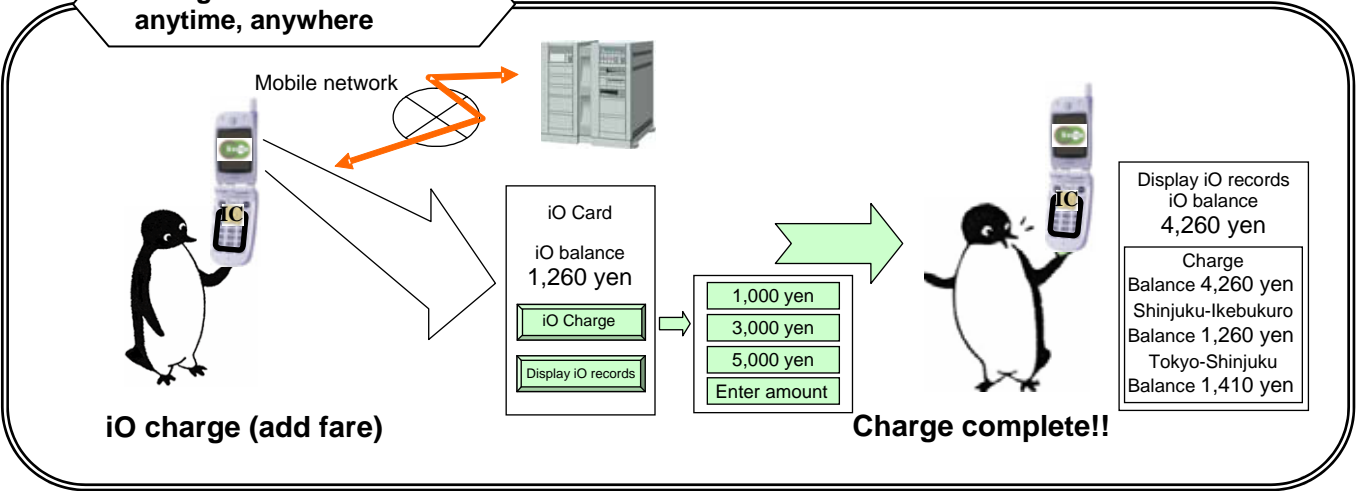 anytime, anywhere
Mobile network
IC
iO Card
iO balance
1,260 yen
iO Charge
Display iO records
1,000 yen
3,000 yen
5,000 yen
Enter amount
IC
Display iO records
iO balance
4,260 yen
Charge
Balance 4,260 yen
Shinjuku-Ikebukuro
Balance 1,260 yen
Tokyo-Shinjuku
Balance 1,410 yen
iO charge (add fare)
Charge complete!!